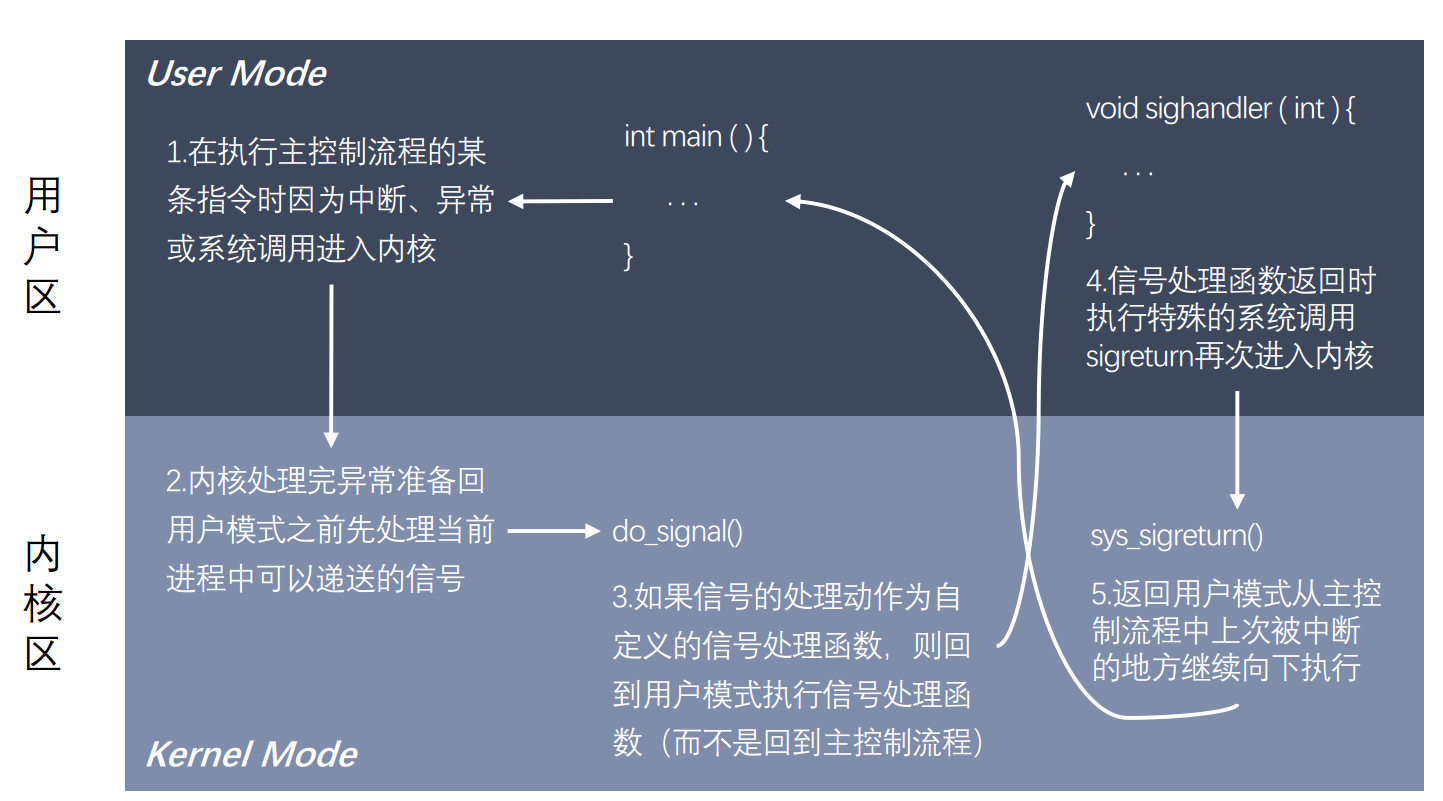 用
户
区
User Mode
1.在执行主控制流程的某
条指令时因为中断、异常
或系统调用进入内核
int main ( ) {
. . .
}
void sighandler ( int ) {
. . .
}
4.信号处理函数返回时
执行特殊的系统调用
sigreturn再次进入内核
内
核
区
2.内核处理完异常准备回
用户模式之前先处理当前
进程中可以递送的信号
do_signal()
3.如果信号的处理动作为自
定义的信号处理函数，则回
到用户模式执行信号处理函
数（而不是回到主控制流程）
sys_sigreturn()
5.返回用户模式从主控
制流程中上次被中断
的地方继续向下执行
Kernel Mode